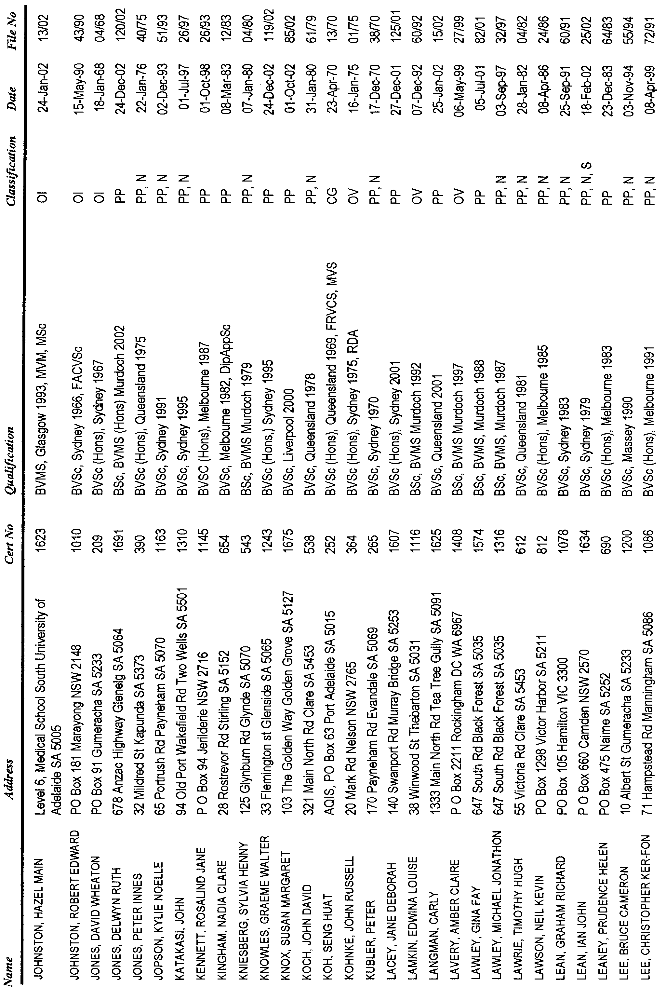 Name Address Cert No Qualification Classification Date File No
JOHNSTON, HAZEL MAIN Level 6, Medical School South University of 1623 BVMS, Glasgow 1993, MVM, MSc OI 24-Jan-02 13/02
Adelaide SA 5005
JOHNSTON, ROBERT EDWARD PO Box 181 Marayong NSW 2148 1010 BVSc, Sydney 1966, FACVSc OI 15-May-90 43/90
JONES, DAVID WHEATON PO Box 91 Gumeracha SA 5233 209 BVSc (Hons), Sydney 1967 OI 18-Jan-68 04/68
JONES, DELWYN RUTH 678 Anzac Highway Glenelg SA 5064 1691 BSc, BVMS (Hons) Murdoch 2002 PP 24-Dec-02 120/02
JONES, PETER INNES 32 Mildred St Kapunda SA 5373 390 BVSc (Hons), Queensland 1975 PP, N 22-Jan-76 40/75
JOPSON, KYLIE NOELLE 65 Portrush Rd Payneham SA 5070 1163 BVSc, Sydney 1991 PP, N 02-Dec-93 51/93
KATAKASI, JOHN 94 Old Port Wakefield Rd Two Wells SA 5501 1310 BVSc, Sydney 1995 PP, N 01-Jul-97 26/97
KENNETT, ROSALIND JANE P O Box 94 Jerilderie NSW 2716 1145 BVSC (Hons), Melbourne 1987 PP 01-Oct-98 26/93
KINGHAM, NADIA CLARE 28 Rostrevor Rd Stirling SA 5152 654 BVSc, Melbourne 1982, DipAppSc PP 08-Mar-83 12/83
KNIESBERG, SYLVIA HENNY 125 Glynburn Rd Glynde SA 5070 543 BSc, BVMS Murdoch 1979 PP, N 07-Jan-80 04/80
KNOWLES, GRAEME WALTER 33 Flemington st Glenside SA 5065 1243 BVSc (Hons,) Sydney 1995 PP 24-Dec-02 119/02
KNOX, SUSAN MARGARET 103 The Golden Way Golden Grove SA 5127 1675 BVSc, Liverpool 2000 PP 01-Oct-02 85/02
KOCH, JOHN DAVID 321 Main North Rd Clare SA 5453 538 BVSc, Queensland 1978 PP, N 31-Jan-80 61/79
KOH, SENG HUAT AQIS, PO Box 63 Port Adelaide SA 5015 252 BVSc (Hons), Queensland 1969, FRVCS, MVS CG 23-Apr-70 13/70
KOHNKE, JOHN RUSSELL 20 Mark Rd Nelson NSW 2765 364 BVSc (Hons), Sydney 1975, RDA OV 16-Jan-75 01/75
KUBLER, PETER 170 Payneham Rd Evandale SA 5069 265 BVSc, Sydney 1970 PP, N 17-Dec-70 38/70
LACEY, JANE DEBORAH 140 Swanport Rd Murray Bridge SA 5253 1607 BVSc (Hons), Sydney 2001 PP 27-Dec-01 125/01
LAMKIN, EDWINA LOUISE 38 Winwood St Thebarton SA 5031 1116 BSc, BVMS Murdoch 1992 OV 07-Dec-92 60/92
LANGMAN, CARLY 1333 Main North Rd Tea Tree Gully SA 5091 1625 BVSc, Queensland 2001 PP 25-Jan-02 15/02
LAVERY, AMBER CLAIRE P O Box 2211 Rockingham DC WA 6967 1408 BSc, BVMS Murdoch 1997 OV 06-May-99 27/99
LAWLEY, GINA FAY 647 South Rd Black Forest SA 5035 1574 BSc, BVMS, Murdoch 1988 PP 05-Jul-01 82/01
LAWLEY, MICHAEL JONATHON 647 South Rd Black Forest SA 5035 1316 BSc, BVMS, Murdoch 1987 PP, N 03-Sep-97 32/97
LAWRIE, TIMOTHY HUGH 55 Victoria Rd Clare SA 5453 612 BVSc, Queensland 1981 PP, N 28-Jan-82 04/82
LAWSON, NEIL KEVIN PO Box 1298 Victor Harbor SA 5211 812 BVSc (Hons), Melbourne 1985 PP, N 08-Apr-86 24/86
LEAN, GRAHAM RICHARD PO Box 105 Hamilton VIC 3300 1078 BVSc, Sydney 1983 PP, N 25-Sep-91 60/91
LEAN, IAN JOHN P O Box 660 Camden NSW 2570 1634 BVSc, Sydney 1979 PP, N, S 18-Feb-02 25/02
LEANEY, PRUDENCE HELEN PO Box 475 Nairne SA 5252 690 BVSc (Hons), Melbourne 1983 PP 23-Dec-83 64/83
LEE, BRUCE CAMERON 10 Albert St Gumeracha SA 5233 1200 BVSc, Massey 1990 PP, N 03-Nov-94 55/94
LEE, CHRISTOPHER KER-FON 71 Hampstead Rd Manningham SA 5086 1086 BVSc (Hons), Melbourne 1991 PP, N 08-Apr-99 72/91